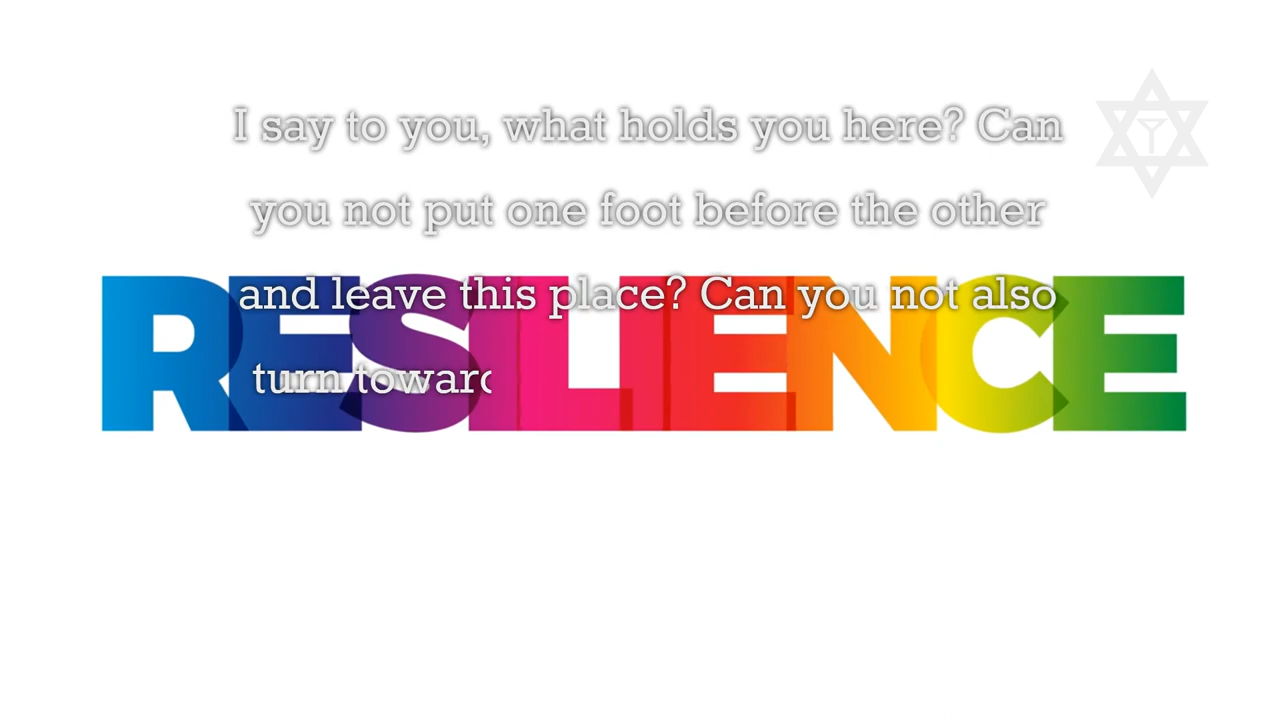 I say to you, what holds you here? Can
you not put one foot before the other
and leave this place? Can you not also
RESILIENCE
turn towar